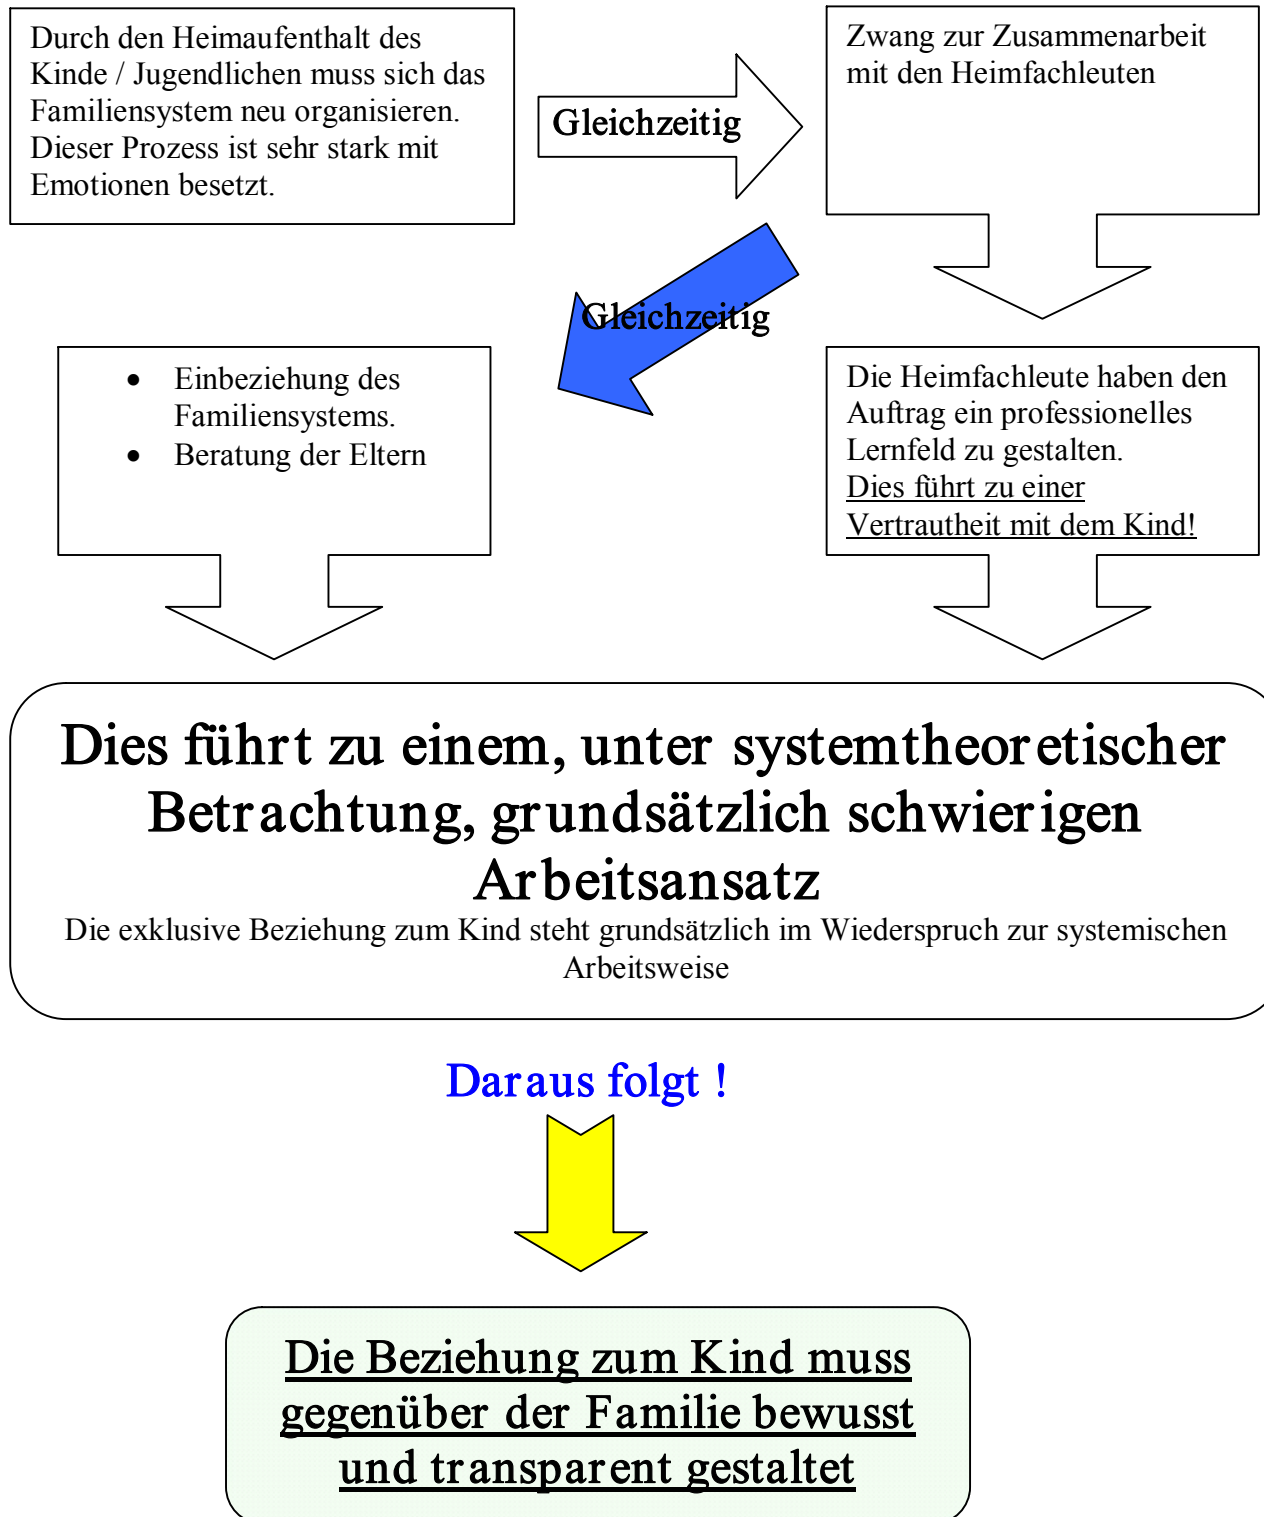 Durch den Heimaufenthalt des
Kinde / Jugendlichen muss sich das
Familiensystem neu organisieren.
Dieser Prozess ist sehr stark mit
Emotionen besetzt.
Gleichzeitig
Zwang zur Zusammenarbeit
mit den Heimfachleuten
Gleichzeitig
• Einbeziehung des
Familiensystems.
• Beratung der Eltern
Die Heimfachleute haben den
Auftrag ein professionelles
Lernfeld zu gestalten.
Dies führt zu einer
Vertrautheit mit dem Kind!
Dies führt zu einem, unter systemtheoretischer
Betrachtung, grundsätzlich schwierigen
Arbeitsansatz
Die exklusive Beziehung zum Kind steht grundsätzlich im Wiederspruch zur systemischen
Arbeitsweise
Daraus folgt !
Die Beziehung zum Kind muss
gegenüber der Familie bewusst
und transparent gestaltet